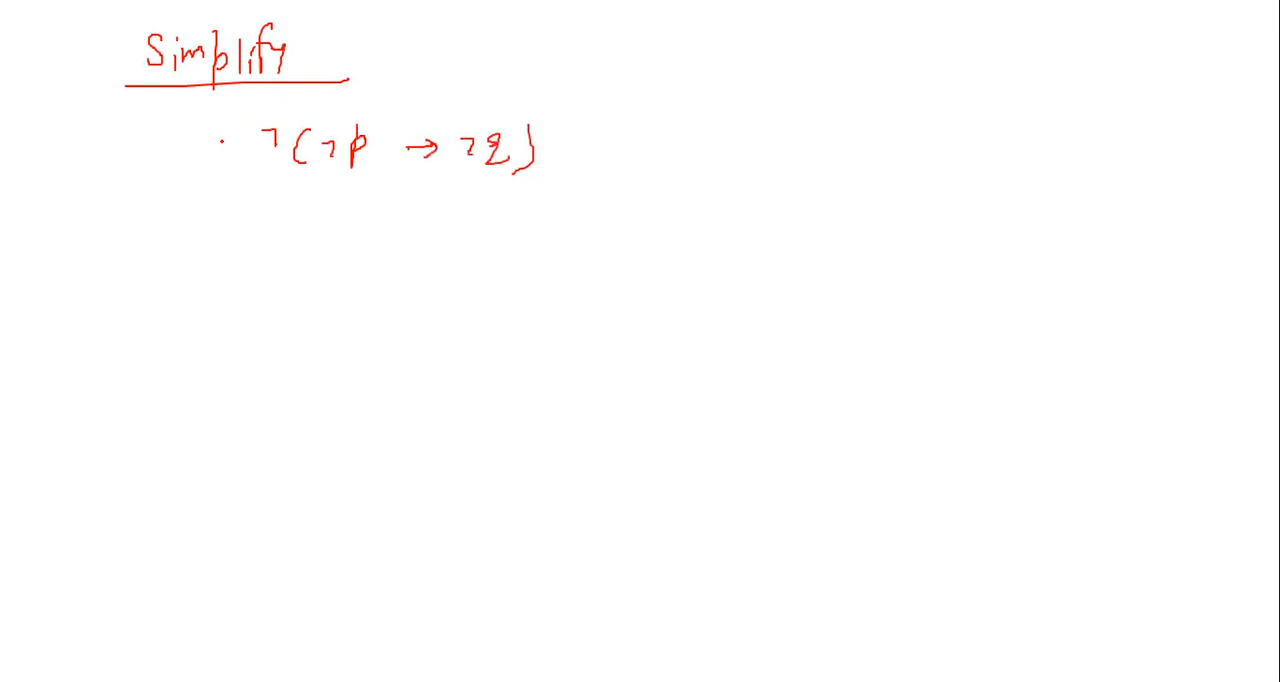 Simplify
· ¬(¬p → ¬q)